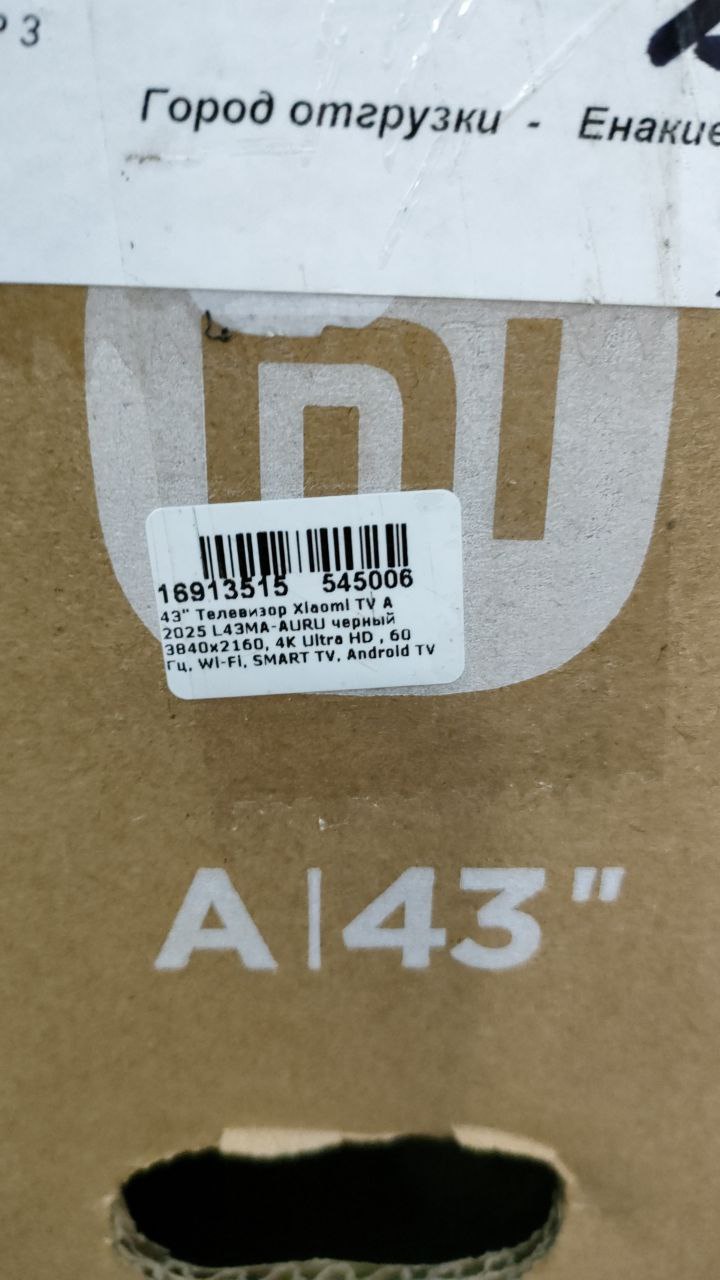 Р 3
Город отгрузки - Енакие
mi
16913515 545006
43" Телевизор Xiaomi TV A
2025 L43MA-AURU черный
3840x2160, 4K Ultra HD , 60
Гц, Wi-Fi, SMART TV, Android TV
A|43"